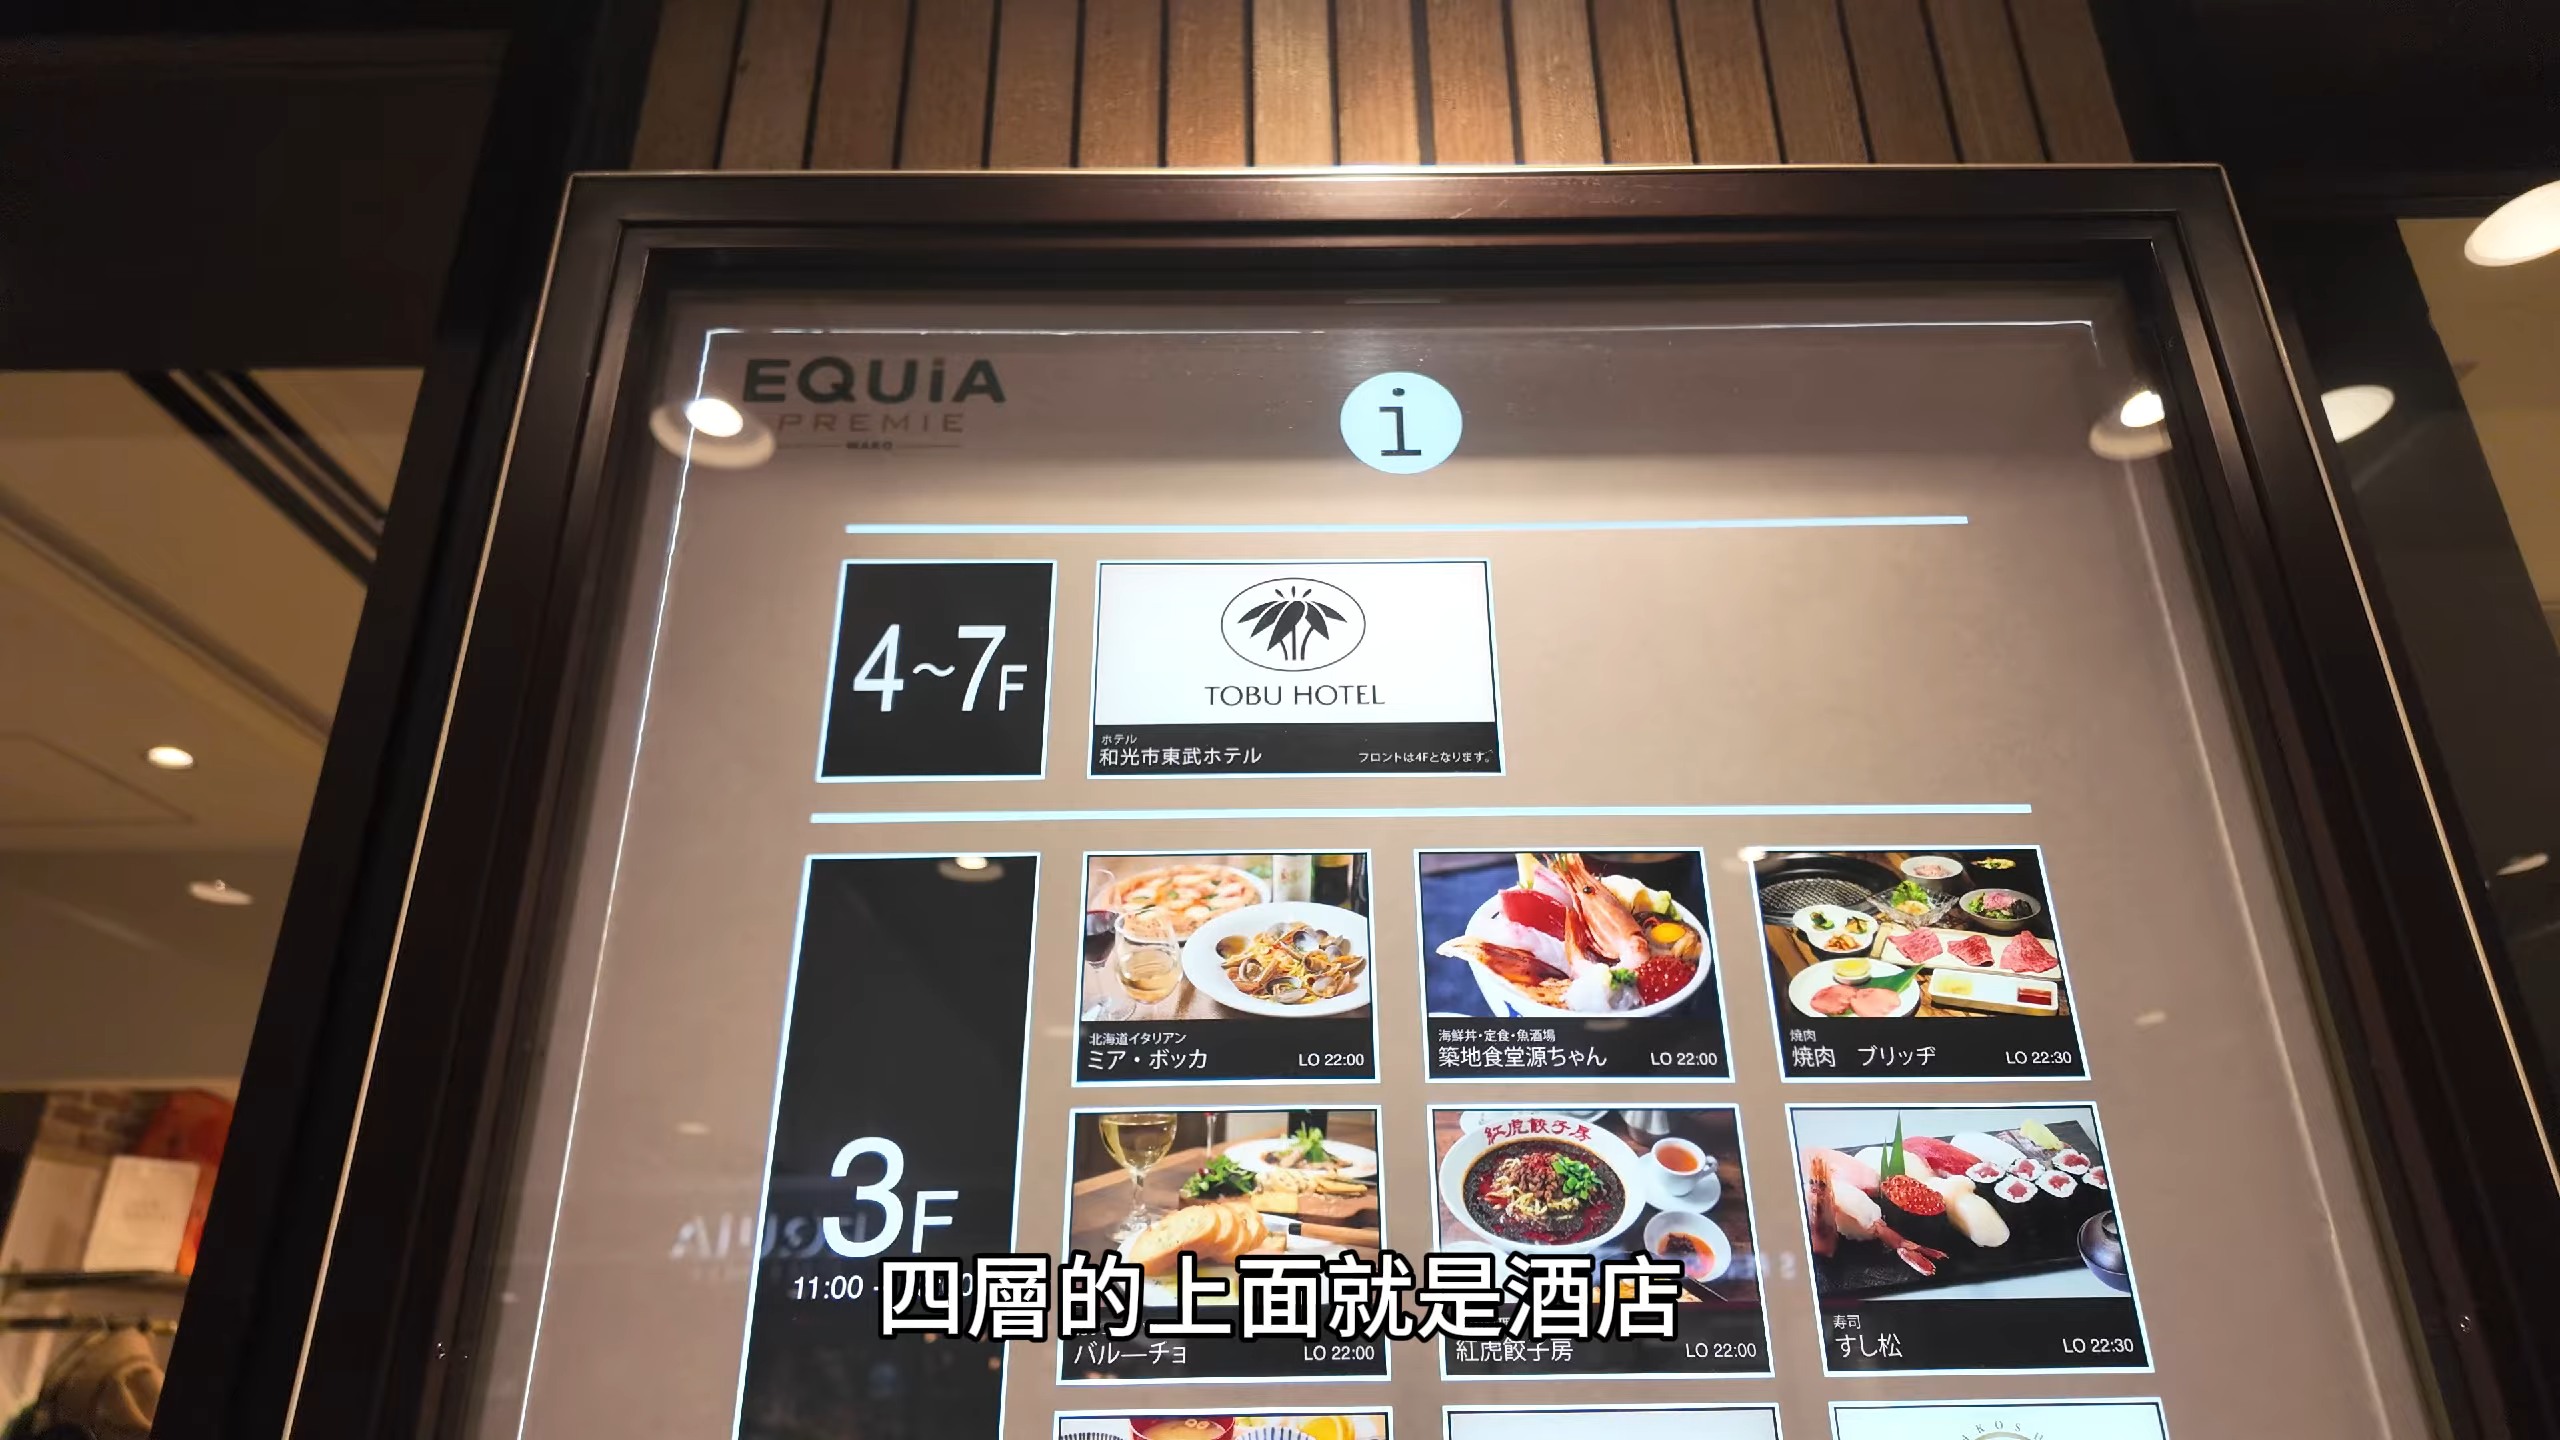 EQUiA
PREMIE
WAKO
i
4~7F
TOBU HOTEL
ホテル
和光市東武ホテル
フロントは4Fとなります。
3F
11:00 -
北海道イタリアン
ミア・ボッカ
LO 22:00
海鮮丼・定食・魚酒場
築地食堂源ちゃん
LO 22:00
焼肉
焼肉 ブリッヂ
LO 22:30
バルーチョ
LO 22:00
紅虎餃子房
紅虎餃子房
LO 22:00
寿司
すし松
LO 22:30
四層的上面就是酒店